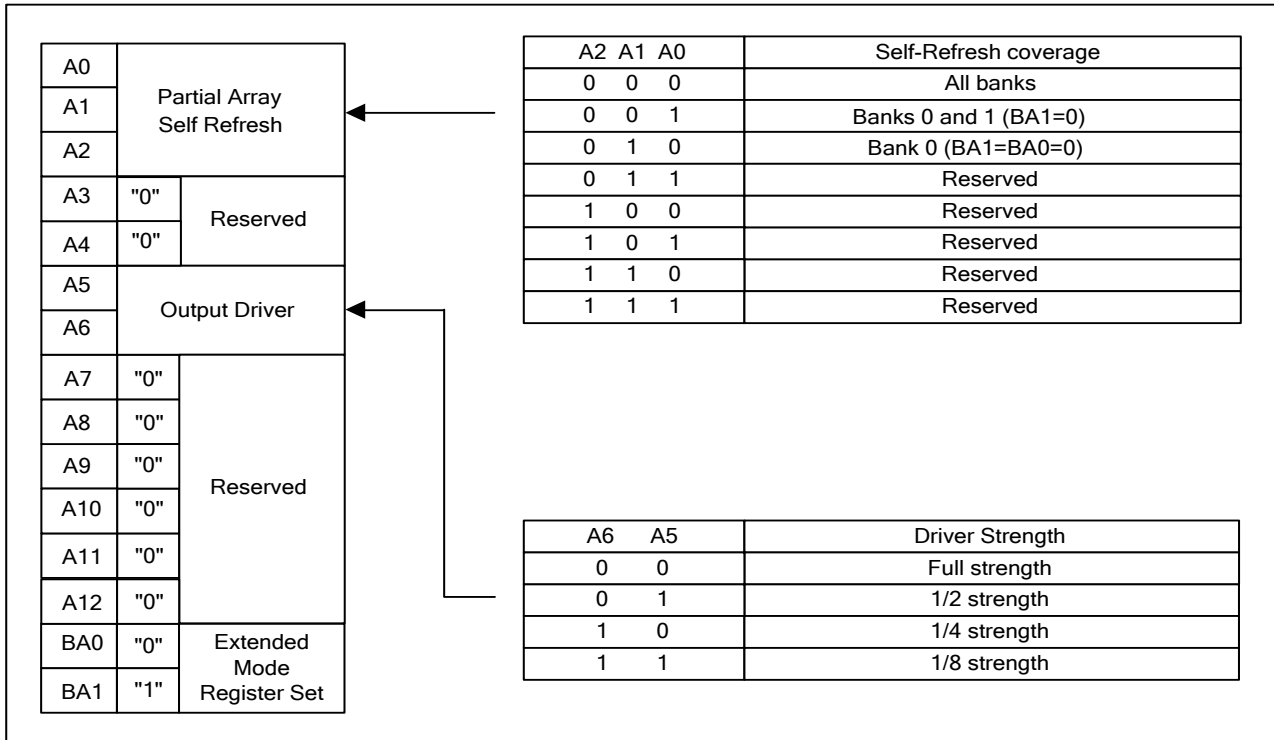 A0
A1
A2
Partial Array
Self Refresh
A3 "0"
A4 "0"
Reserved
A5
A6
Output Driver
A7 "0"
A8 "0"
A9 "0"
A10 "0"
A11 "0"
A12 "0"
Reserved
BA0 "0"
BA1 "1"
Extended
Mode
Register Set
A2 A1 A0 Self-Refresh coverage
0 0 0 All banks
0 0 1 Banks 0 and 1 (BA1=0)
0 1 0 Bank 0 (BA1=BA0=0)
0 1 1 Reserved
1 0 0 Reserved
1 0 1 Reserved
1 1 0 Reserved
1 1 1 Reserved
A6 A5 Driver Strength
0 0 Full strength
0 1 1/2 strength
1 0 1/4 strength
1 1 1/8 strength